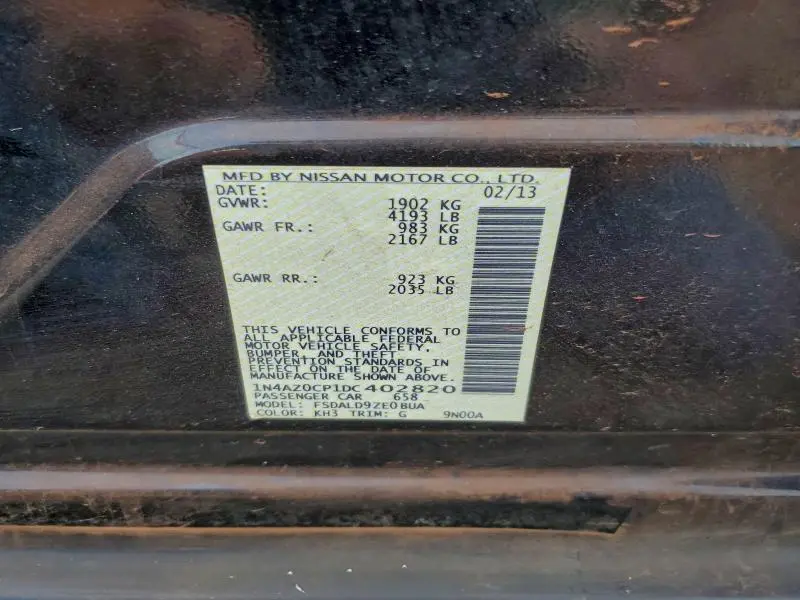 MFD BY NISSAN MOTOR CO., LTD.
DATE: 02/13
GVWR: 1902 KG
4193 LB
GAWR FR.: 983 KG
2167 LB
GAWR RR.: 923 KG
2035 LB
THIS VEHICLE CONFORMS TO
ALL APPLICABLE FEDERAL
MOTOR VEHICLE SAFETY,
BUMPER, AND THEFT
PREVENTION STANDARDS IN
EFFECT ON THE DATE OF
MANUFACTURE SHOWN ABOVE.
1N4AZ0CP1DC402820
PASSENGER CAR 658
MODEL: FSDALD9ZE0BUA
COLOR: KH3 TRIM: G 9N00A